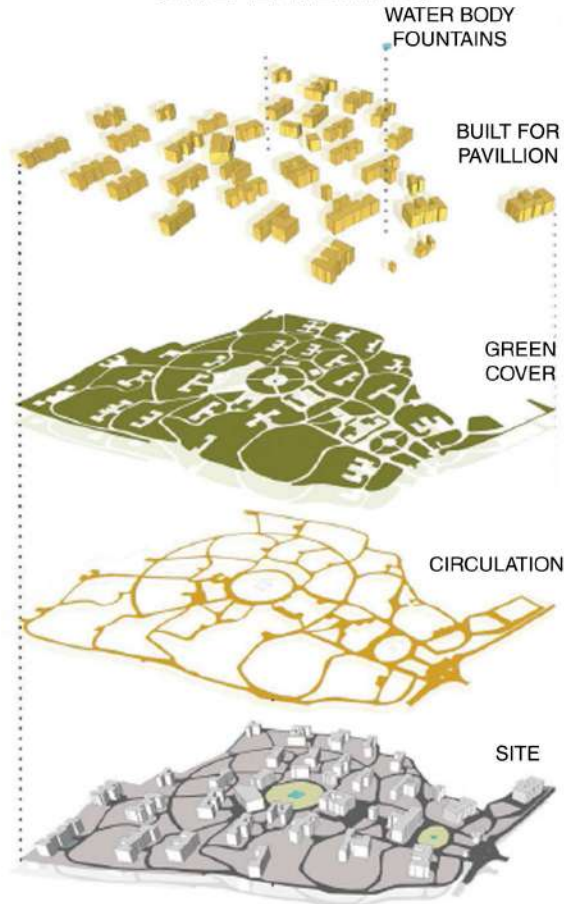 WATER BODY
FOUNTAINS
BUILT FOR
PAVILLION
GREEN
COVER
CIRCULATION
SITE